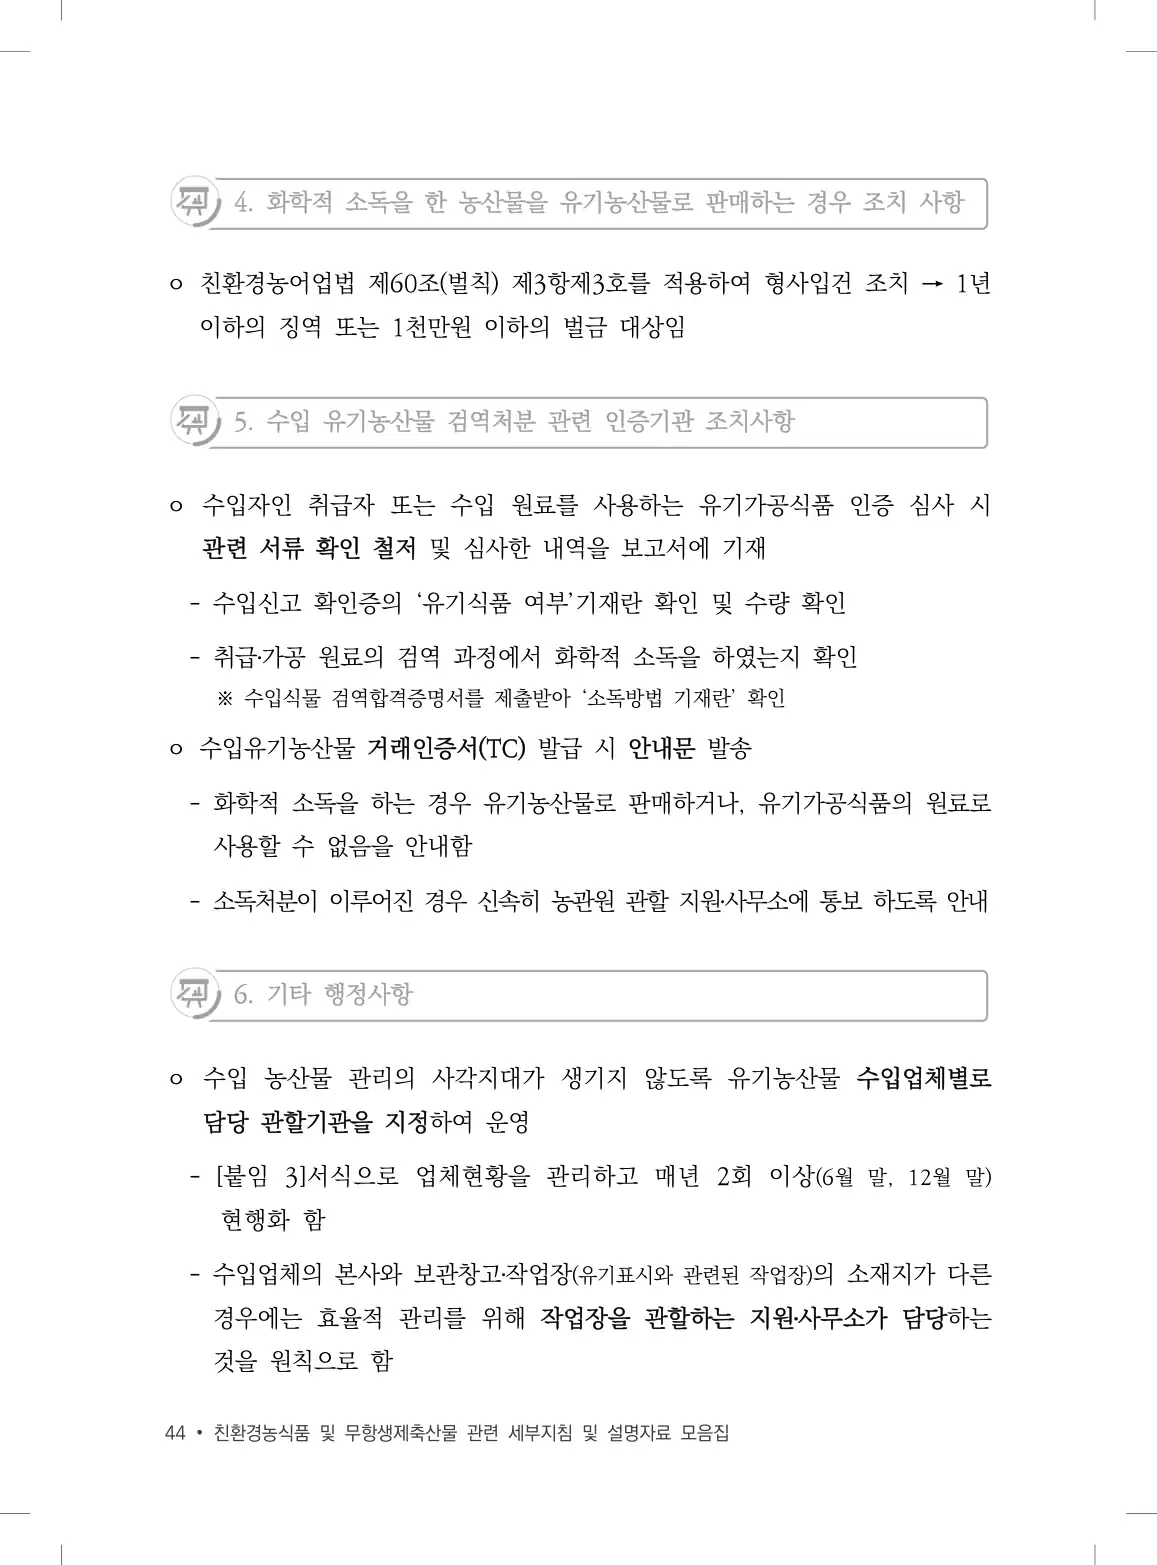 4. 화학적 소독을 한 농산물을 유기농산물로 판매하는 경우 조치 사항
ㅇ 친환경농어업법 제60조(벌칙) 제3항제3호를 적용하여 형사입건 조치 → 1년
이하의 징역 또는 1천만원 이하의 벌금 대상임
5. 수입 유기농산물 검역처분 관련 인증기관 조치사항
ㅇ 수입자인 취급자 또는 수입 원료를 사용하는 유기가공식품 인증 심사 시
관련 서류 확인 철저 및 심사한 내역을 보고서에 기재
- 수입신고 확인증의 ‘유기식품 여부’기재란 확인 및 수량 확인
- 취급·가공 원료의 검역 과정에서 화학적 소독을 하였는지 확인
※ 수입식물 검역합격증명서를 제출받아 ‘소독방법 기재란’ 확인
ㅇ 수입유기농산물 거래인증서(TC) 발급 시 안내문 발송
- 화학적 소독을 하는 경우 유기농산물로 판매하거나, 유기가공식품의 원료로
사용할 수 없음을 안내함
- 소독처분이 이루어진 경우 신속히 농관원 관할 지원·사무소에 통보 하도록 안내
6. 기타 행정사항
ㅇ 수입 농산물 관리의 사각지대가 생기지 않도록 유기농산물 수입업체별로
담당 관할기관을 지정하여 운영
- [붙임 3]서식으로 업체현황을 관리하고 매년 2회 이상(6월 말, 12월 말)
현행화 함
- 수입업체의 본사와 보관창고·작업장(유기표시와 관련된 작업장)의 소재지가 다른
경우에는 효율적 관리를 위해 작업장을 관할하는 지원·사무소가 담당하는
것을 원칙으로 함
44 • 친환경농식품 및 무항생제축산물 관련 세부지침 및 설명자료 모음집